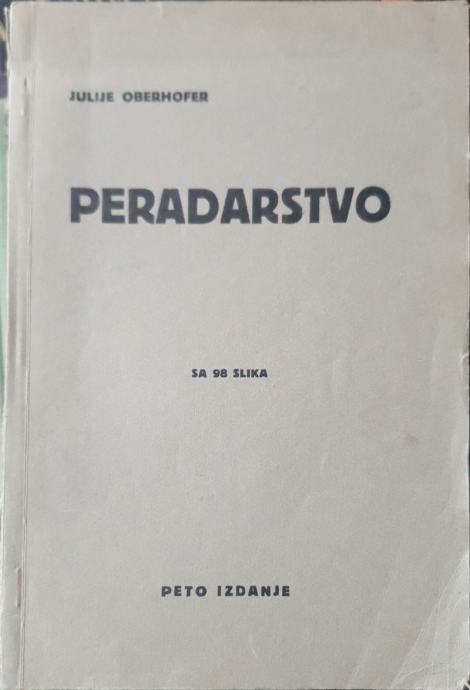 JULIJE OBERHOFER
PERADARSTVO
SA 98 SLIKA
PETO IZDANJE